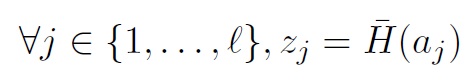 ∀j ∈ {1, . . . , ℓ}, z_j = H̄(a_j)